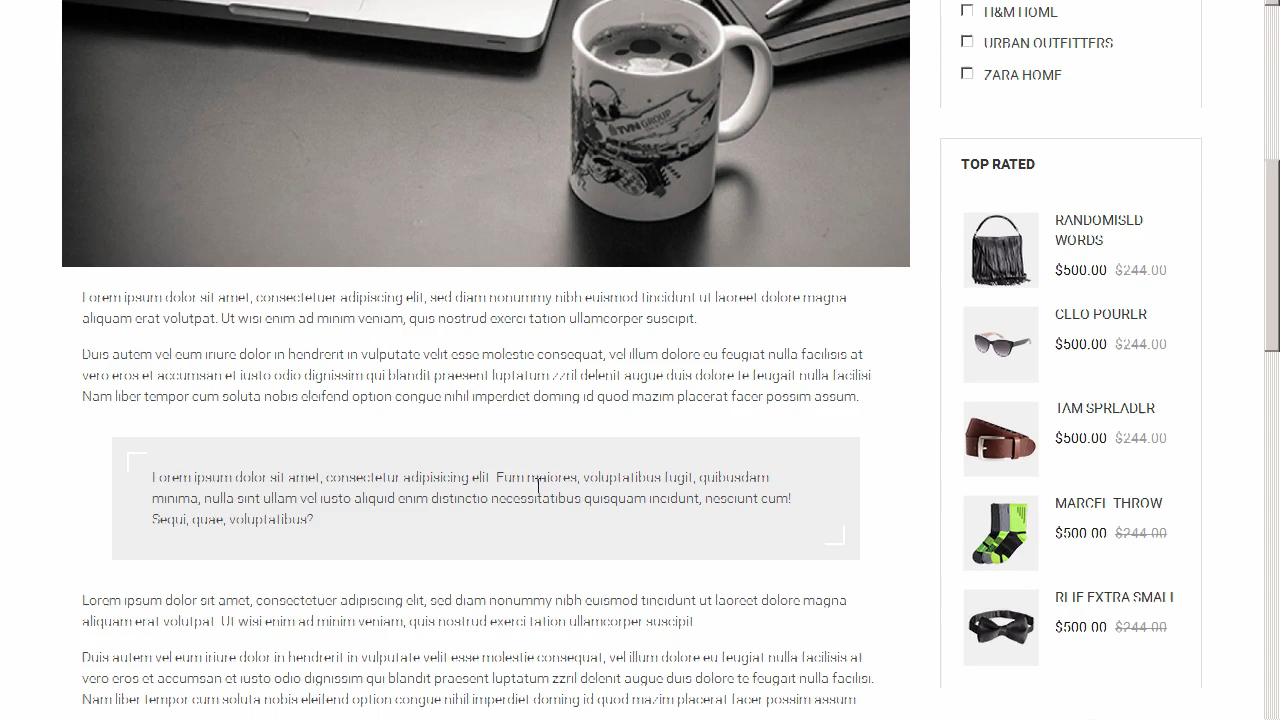 TVN GROUP
Lorem ipsum dolor sit amet, consectetuer adipiscing elit, sed diam nonummy nibh euismod tincidunt ut laoreet dolore magna
aliquam erat volutpat. Ut wisi enim ad minim veniam, quis nostrud exerci tation ullamcorper suscipit.
Duis autem vel eum iriure dolor in hendrerit in vulputate velit esse molestie consequat, vel illum dolore eu feugiat nulla facilisis at
vero eros et accumsan et iusto odio dignissim qui blandit praesent luptatum zzril delenit augue duis dolore te feugait nulla facilisi.
Nam liber tempor cum soluta nobis eleifend option congue nihil imperdiet doming id quod mazim placerat facer possim assum.
Lorem ipsum dolor sit amet, consectetur adipisicing elit. Eum maiores, voluptatibus fugit, quibusdam
minima, nulla sint ullam vel iusto aliquid enim distinctio necessitatibus quisquam incidunt, nesciunt cum!
Sequi, quae, voluptatibus?
Lorem ipsum dolor sit amet, consectetuer adipiscing elit, sed diam nonummy nibh euismod tincidunt ut laoreet dolore magna
aliquam erat volutpat. Ut wisi enim ad minim veniam, quis nostrud exerci tation ullamcorper suscipit.
Duis autem vel eum iriure dolor in hendrerit in vulputate velit esse molestie consequat, vel illum dolore eu feugiat nulla facilisis at
vero eros et accumsan et iusto odio dignissim qui blandit praesent luptatum zzril delenit augue duis dolore te feugait nulla facilisi.
Nam liber tempor cum soluta nobis eleifend option congue nihil imperdiet doming id quod mazim placerat facer possim assum.
H&M HOME
URBAN OUTFITTERS
ZARA HOME
TOP RATED
RANDOMISED
WORDS
$500.00 $244.00
CELO POURER
$500.00 $244.00
TAM SPREADER
$500.00 $244.00
MARCEL THROW
$500.00 $244.00
BLIE EXTRA SMALL
$500.00 $244.00